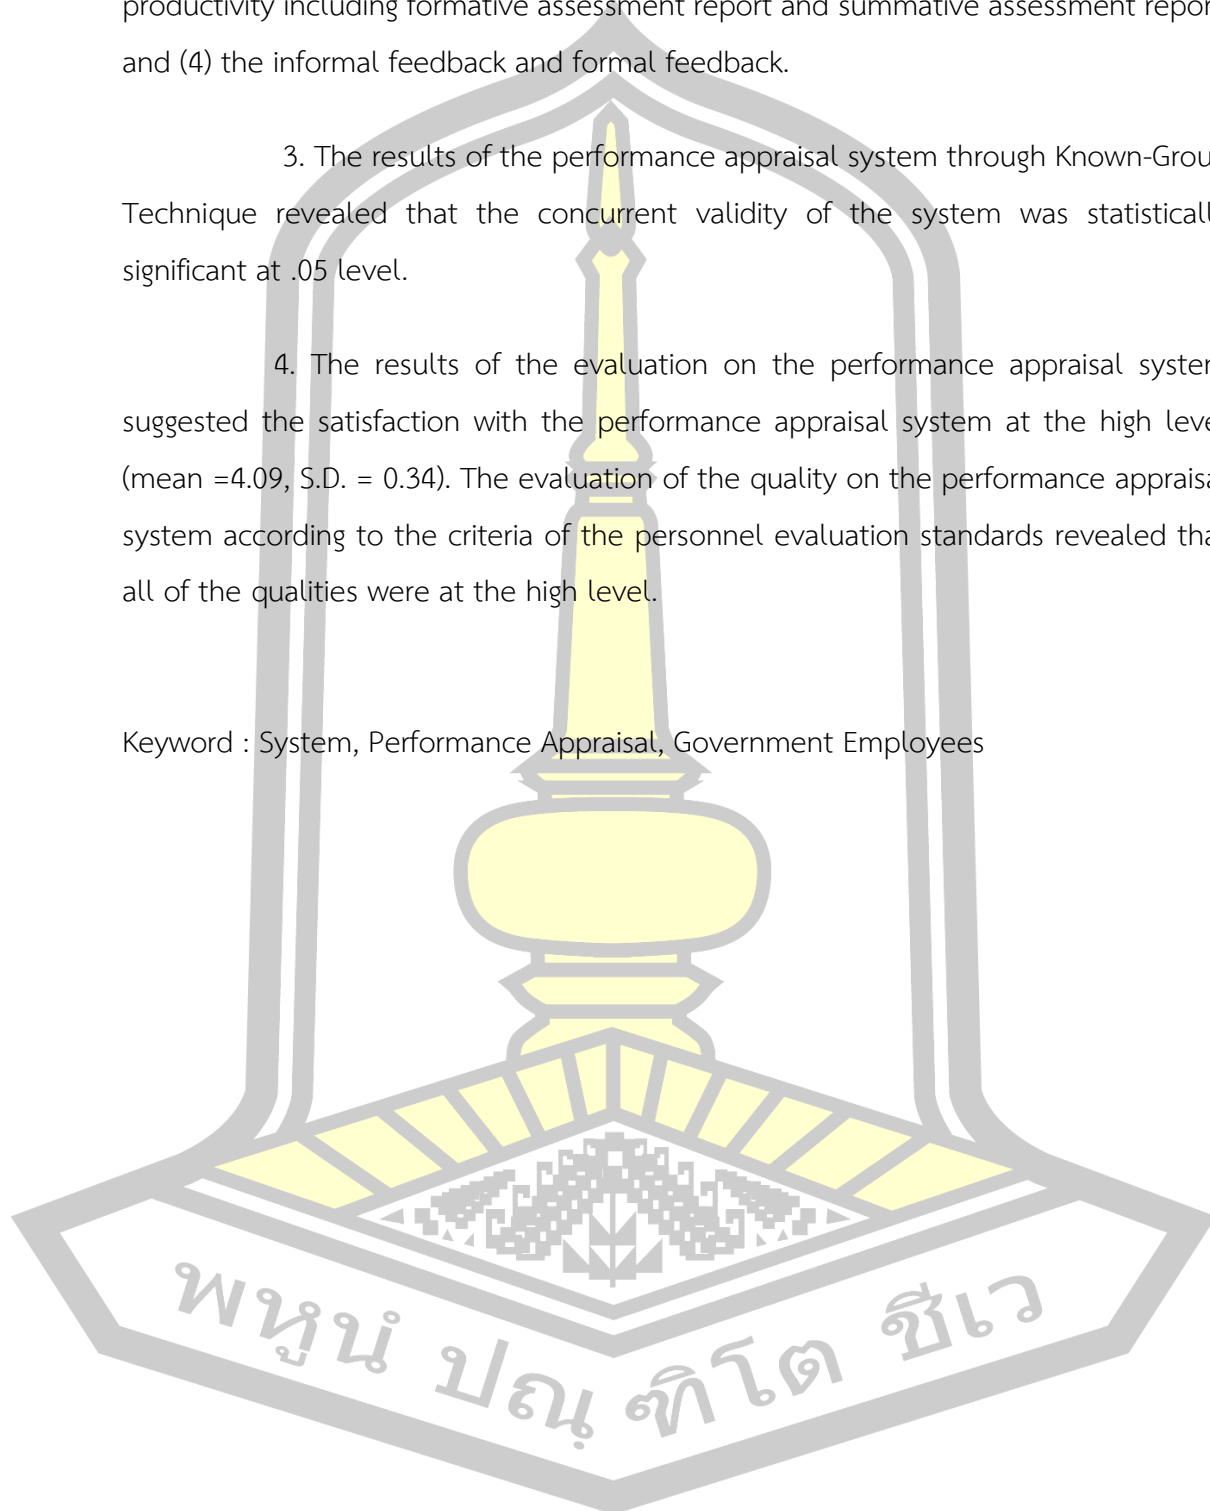 productivity including formative assessment report and summative assessment repor
and (4) the informal feedback and formal feedback.
3. The results of the performance appraisal system through Known-Grou
Technique revealed that the concurrent validity of the system was statisticall
significant at .05 level.
4. The results of the evaluation on the performance appraisal system
suggested the satisfaction with the performance appraisal system at the high leve
(mean =4.09, S.D. = 0.34). The evaluation of the quality on the performance appraisa
system according to the criteria of the personnel evaluation standards revealed tha
all of the qualities were at the high level.
Keyword : System, Performance Appraisal, Government Employees
พหูนํ ปณฺฑิโต ชีเว